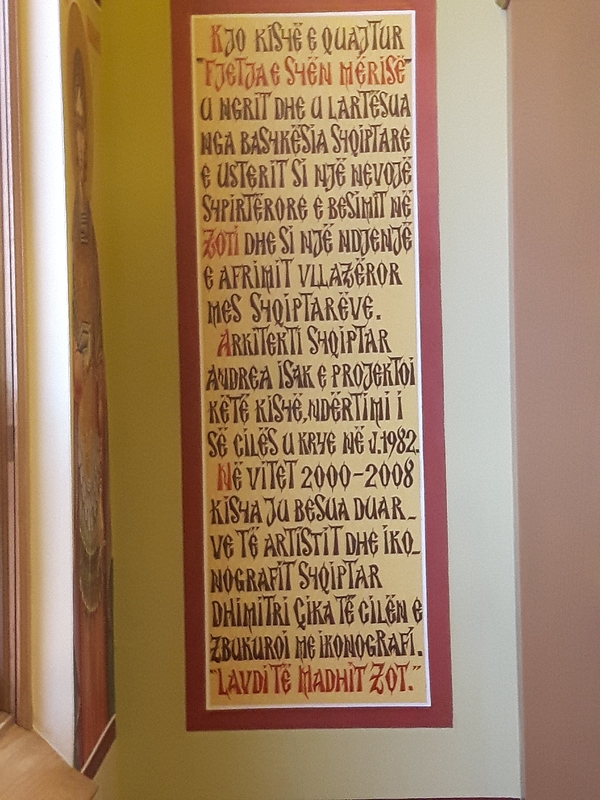 KJO KISHË E QUAJTUR
"FJETJA E SHËN MËRISË"
U NGRIT DHE U LARTËSUA
NGA BASHKËSIA SHQIPTARE
E USTERIT SI NJË NEVOJË
SHPIRTËRORE E BESIMIT NË
ZOTI DHE SI NJË NDJENJË
E AFRIMIT VLLAZËROR
MES SHQIPTARËVE.
ARKITEKTI SHQIPTAR
ANDREA ISAK E PROJEKTOI
KËTË KISHË, NDËRTIMI I
SË CILËS U KRYE NË J.1982.
NË VITET 2000-2008
KISHA JU BESUA DUAR-
VE TË ARTISTIT DHE IKO-
NOGRAFIT SHQIPTAR
DHIMITRI ÇIKA TË CILËN E
ZBUKUROI ME IKONOGRAFI.
"LAVDI TË MADHIT ZOT."